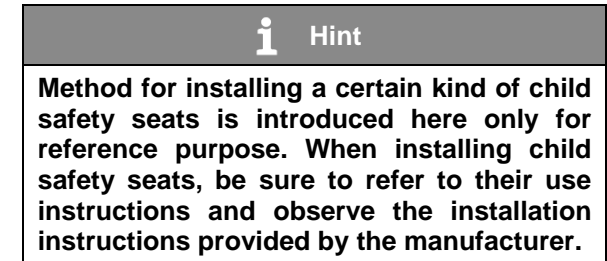 i Hint
Method for installing a certain kind of child
safety seats is introduced here only for
reference purpose. When installing child
safety seats, be sure to refer to their use
instructions and observe the installation
instructions provided by the manufacturer.